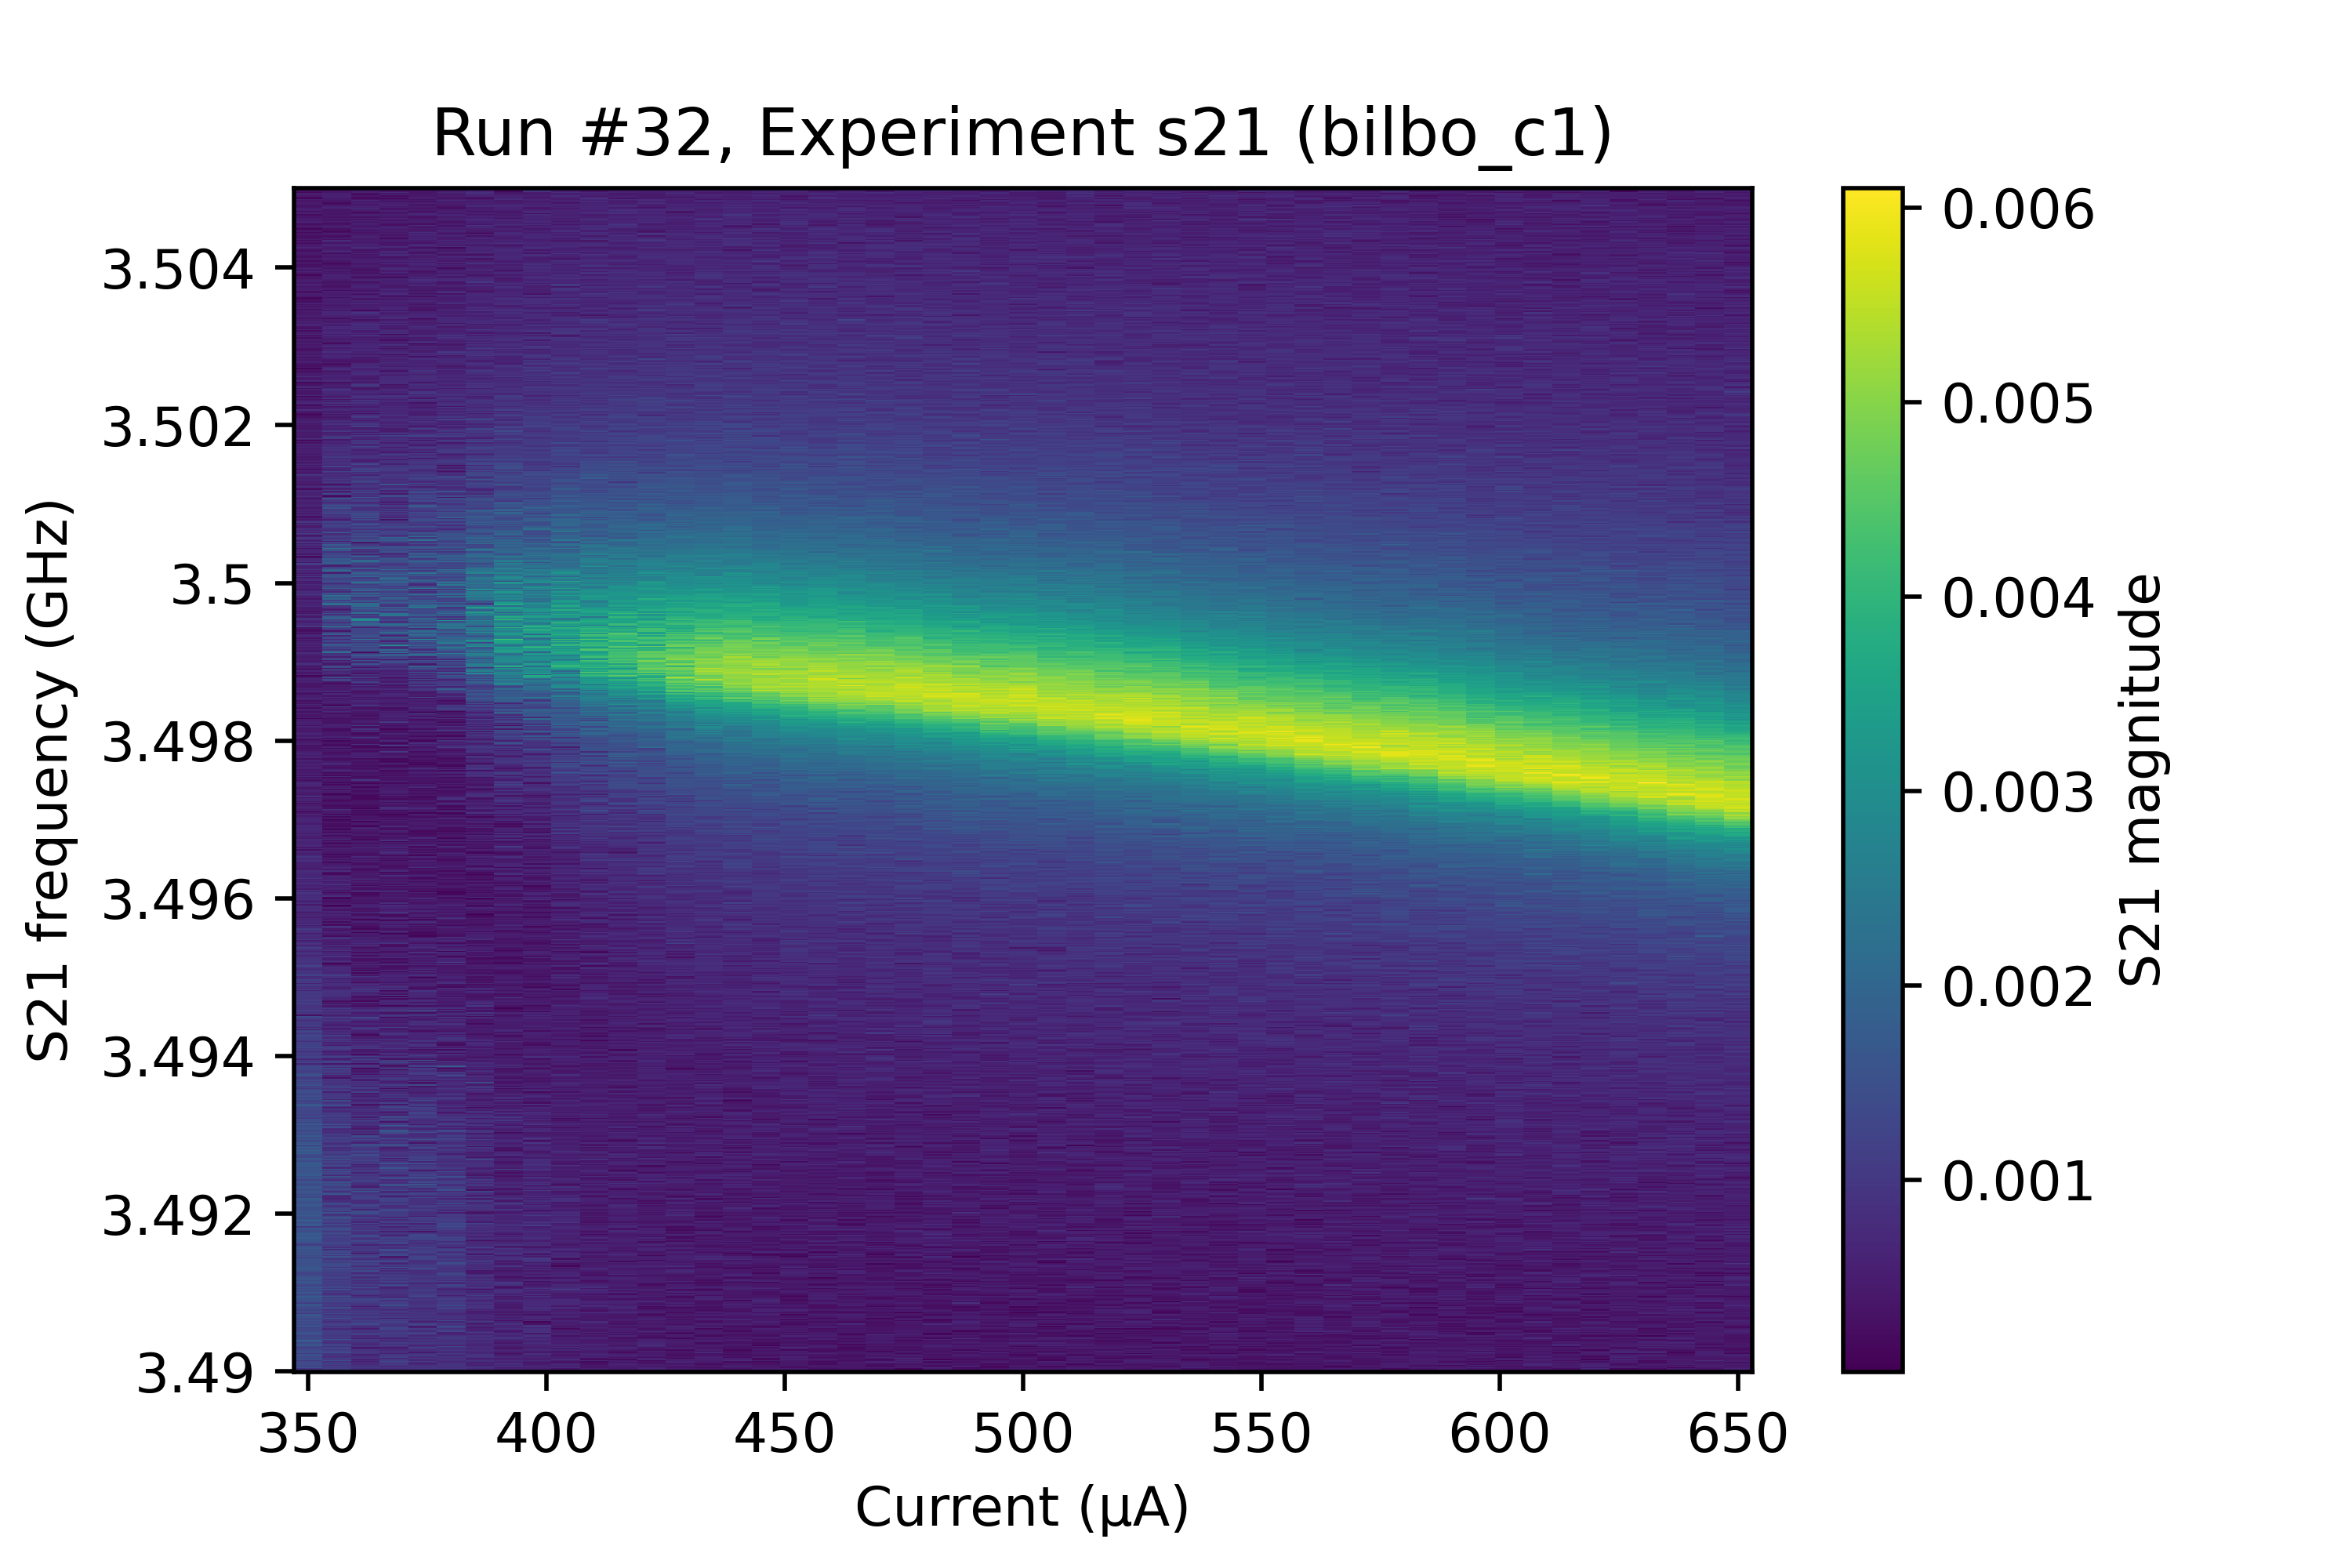 Run #32, Experiment s21 (bilbo_c1)
S21 frequency (GHz)
3.504
3.502
3.5
3.498
3.496
3.494
3.492
3.49
350 400 450 500 550 600 650
Current (µA)
0.006
0.005
0.004
0.003
0.002
0.001
S21 magnitude